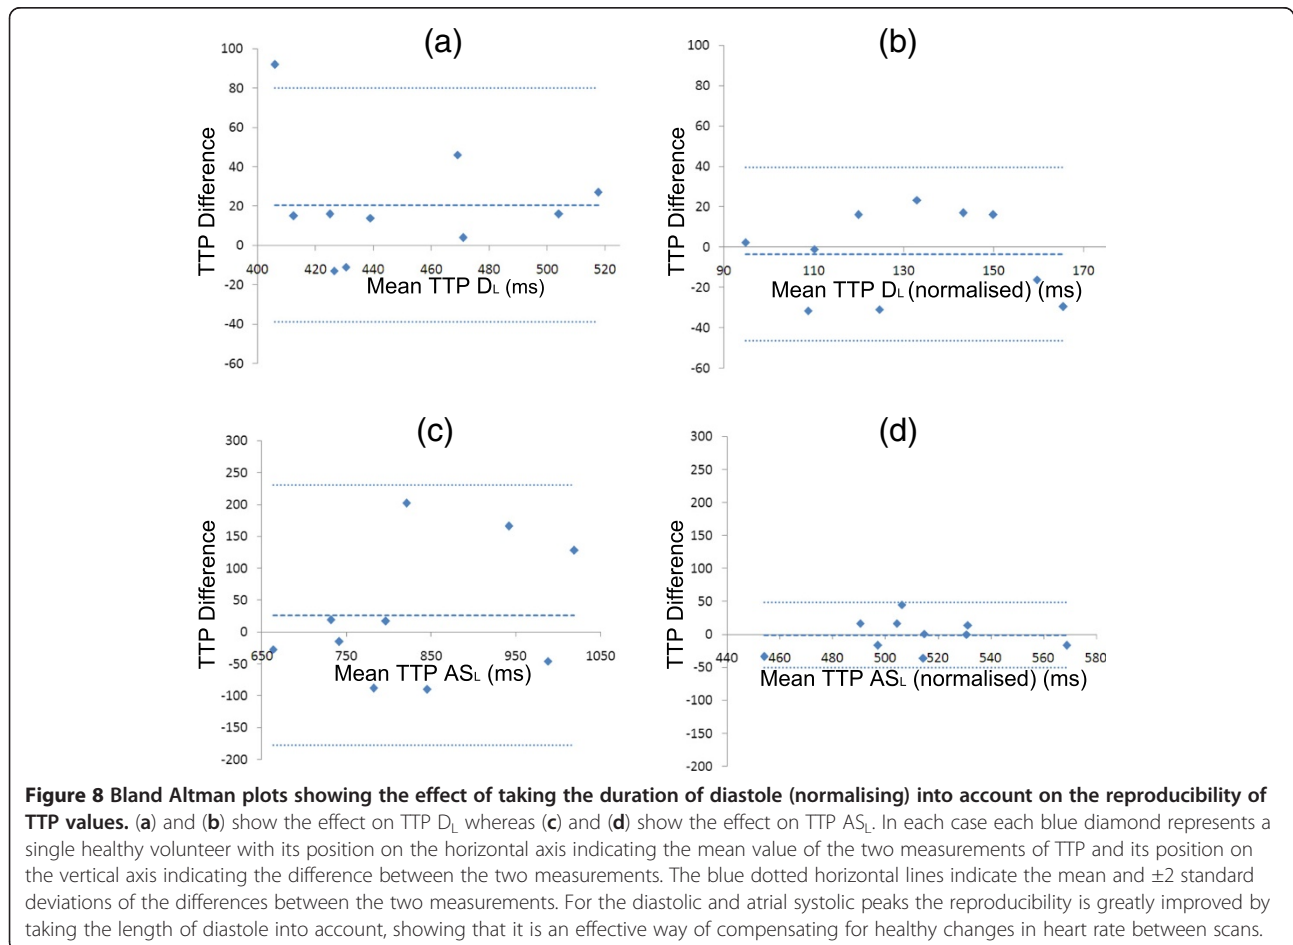 (a)
100
80
60
40
20
0
-20
-40
-60
TTP Difference
400 420 440 460 480 500 520
Mean TTP DL (ms)
(b)
100
80
60
40
20
0
-20
-40
-60
TTP Difference
90 110 130 150 170
Mean TTP DL (normalised) (ms)
(c)
300
250
200
150
100
50
0
-50
-100
-150
-200
TTP Difference
650 750 850 950 1050
Mean TTP ASL (ms)
(d)
300
250
200
150
100
50
0
-50
-100
-150
-200
TTP Difference
440 460 480 500 520 540 560 580
Mean TTP ASL (normalised) (ms)
Figure 8 Bland Altman plots showing the effect of taking the duration of diastole (normalising) into account on the reproducibility of
TTP values. (a) and (b) show the effect on TTP DL whereas (c) and (d) show the effect on TTP ASL. In each case each blue diamond represents a
single healthy volunteer with its position on the horizontal axis indicating the mean value of the two measurements of TTP and its position on
the vertical axis indicating the difference between the two measurements. The blue dotted horizontal lines indicate the mean and ±2 standard
deviations of the differences between the two measurements. For the diastolic and atrial systolic peaks the reproducibility is greatly improved by
taking the length of diastole into account, showing that it is an effective way of compensating for healthy changes in heart rate between scans.